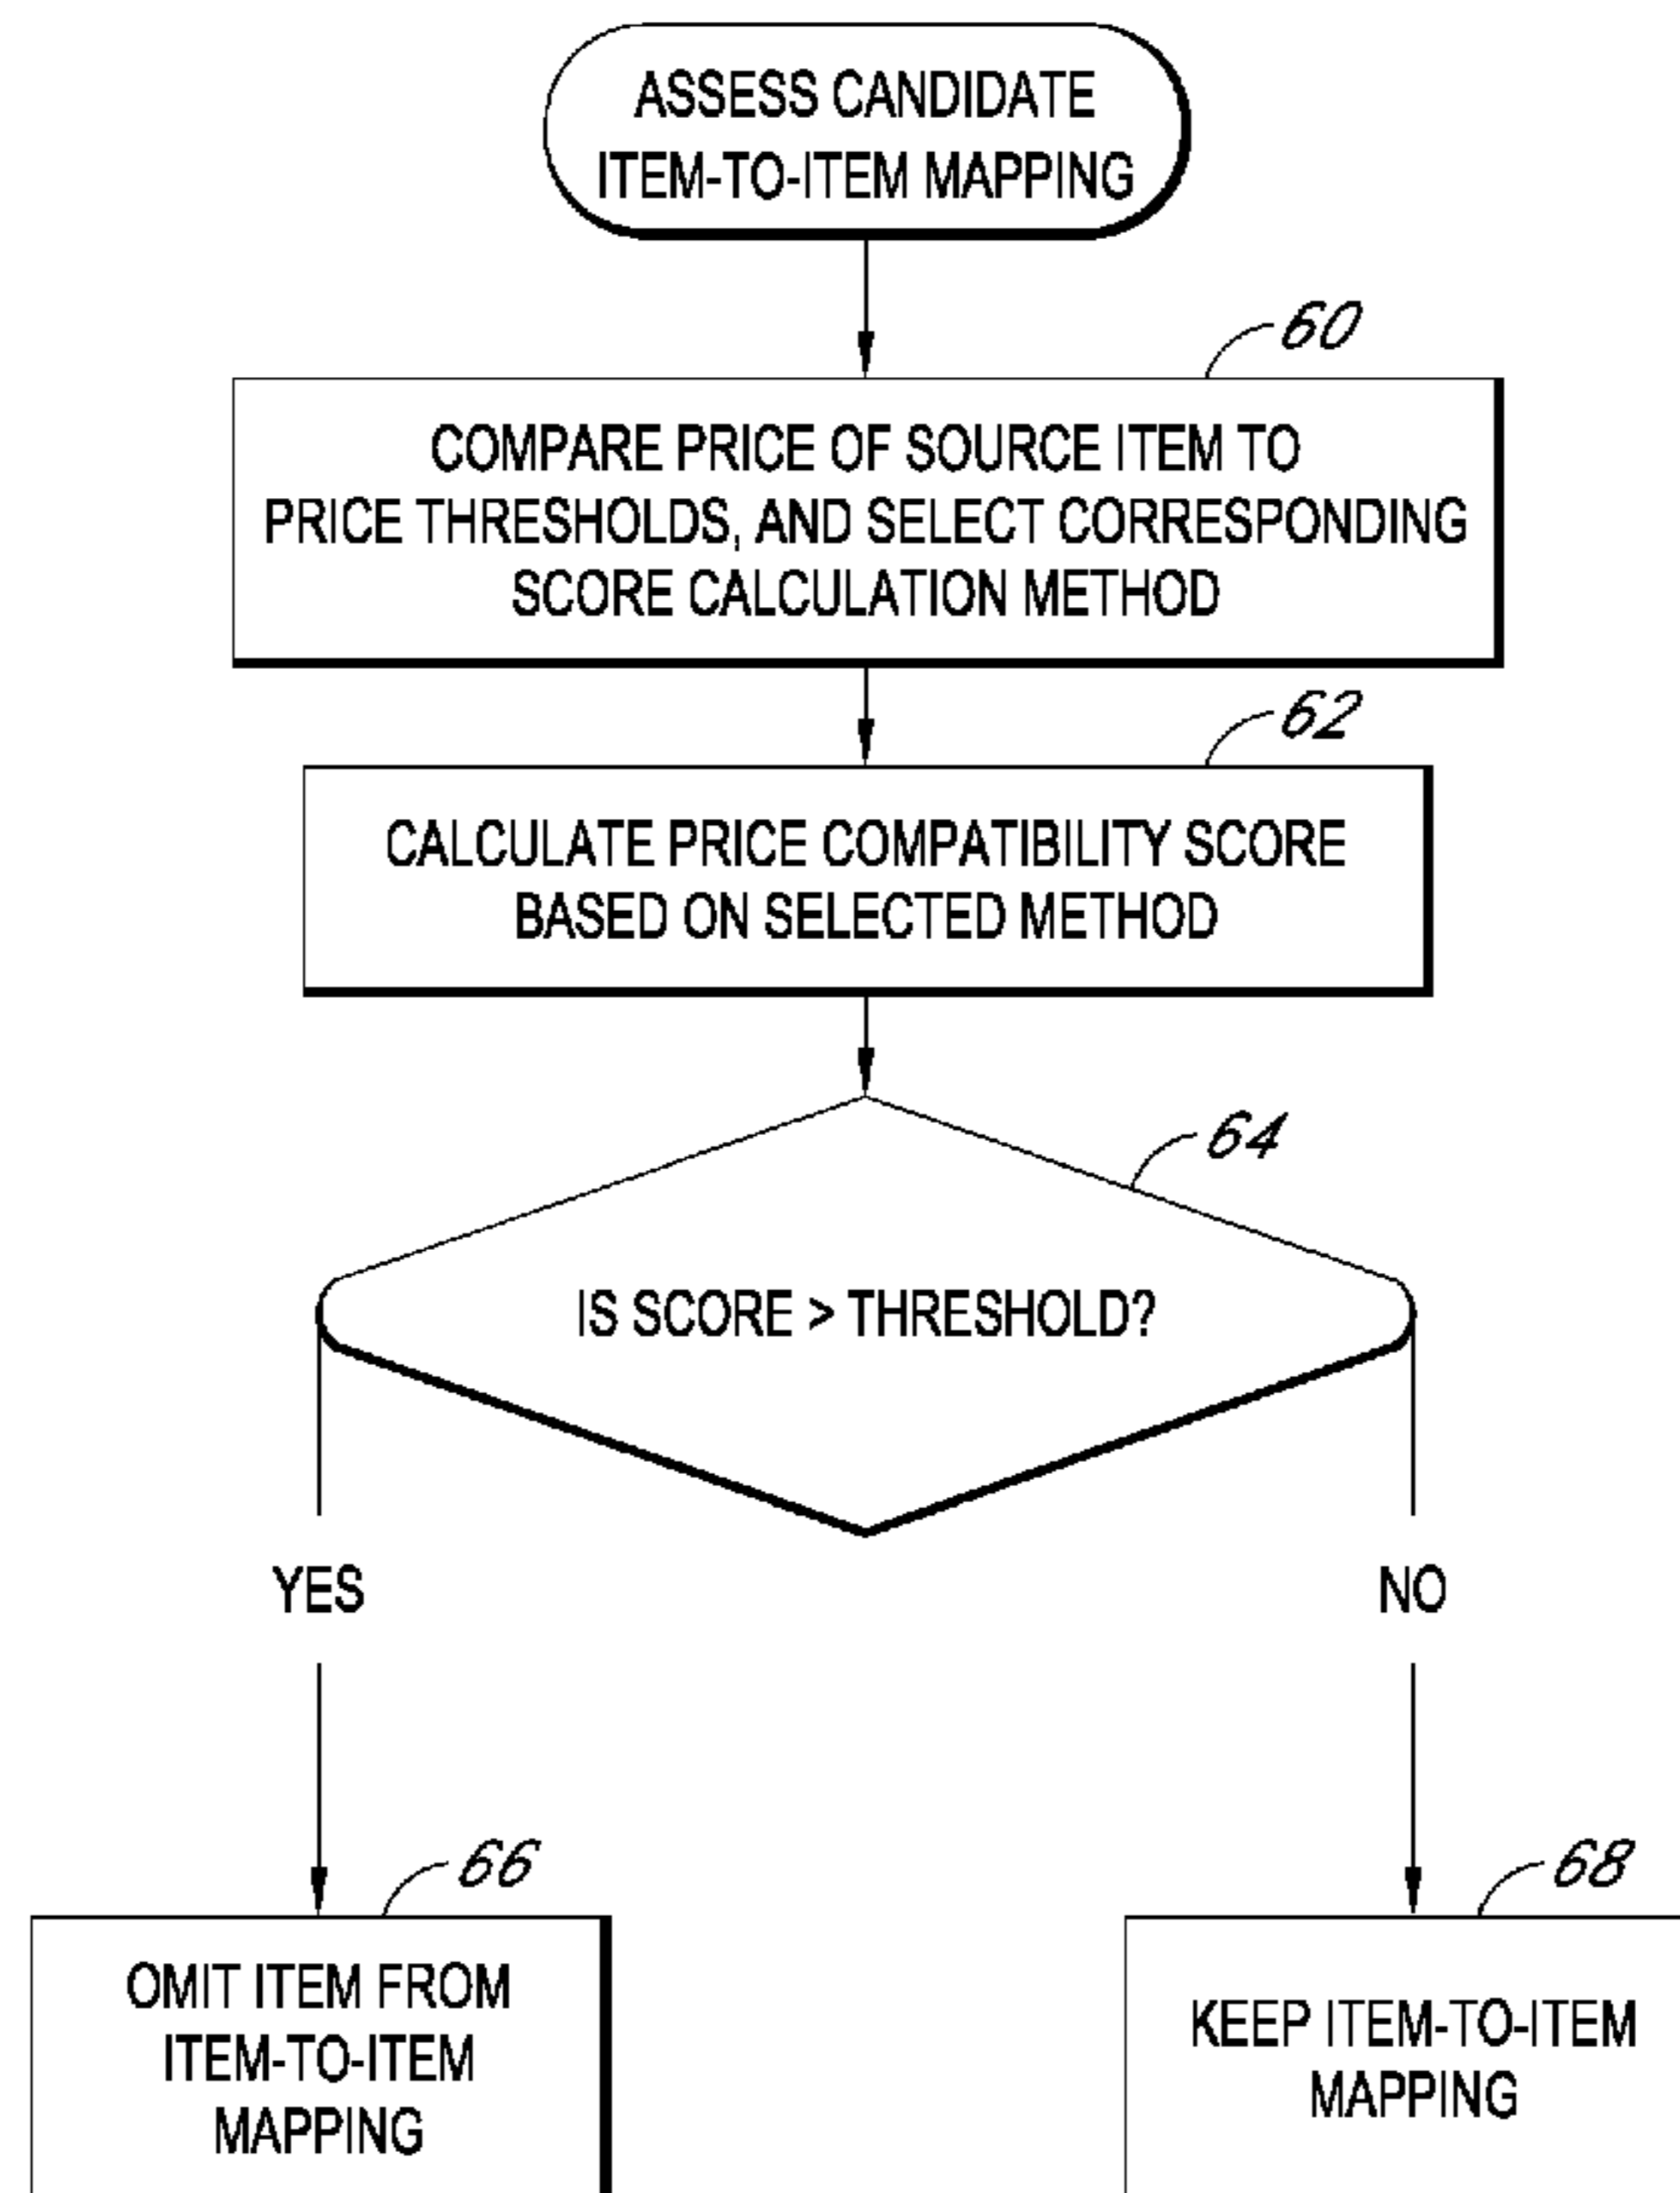 ASSESS CANDIDATE
ITEM-TO-ITEM MAPPING
60
COMPARE PRICE OF SOURCE ITEM TO
PRICE THRESHOLDS, AND SELECT CORRESPONDING
SCORE CALCULATION METHOD
62
CALCULATE PRICE COMPATIBILITY SCORE
BASED ON SELECTED METHOD
64
IS SCORE > THRESHOLD?
YES
NO
66
OMIT ITEM FROM
ITEM-TO-ITEM
MAPPING
68
KEEP ITEM-TO-ITEM
MAPPING